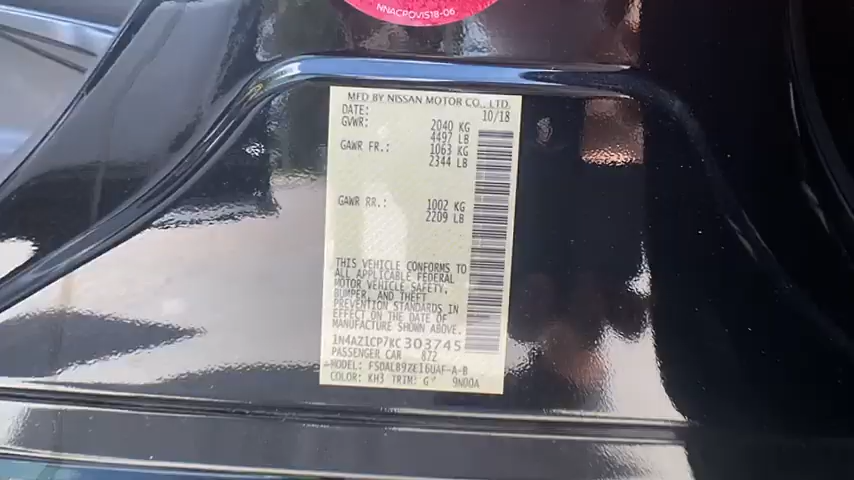 NNACPOVIS18-06
MFD BY NISSAN MOTOR CO., LTD.
DATE: 10/18
GVWR: 2040 KG
4497 LB
GAWR FR.: 1063 KG
2344 LB
GAWR RR.: 1002 KG
2209 LB
THIS VEHICLE CONFORMS TO
ALL APPLICABLE FEDERAL
MOTOR VEHICLE SAFETY,
BUMPER, AND THEFT
PREVENTION STANDARDS IN
EFFECT ON THE DATE OF
MANUFACTURE SHOWN ABOVE.
1N4AZ1CP7KC303745
PASSENGER CAR 872
MODEL: FSDALB9ZE16UAF-A-B
COLOR: KH3 TRIM: G 9N00A